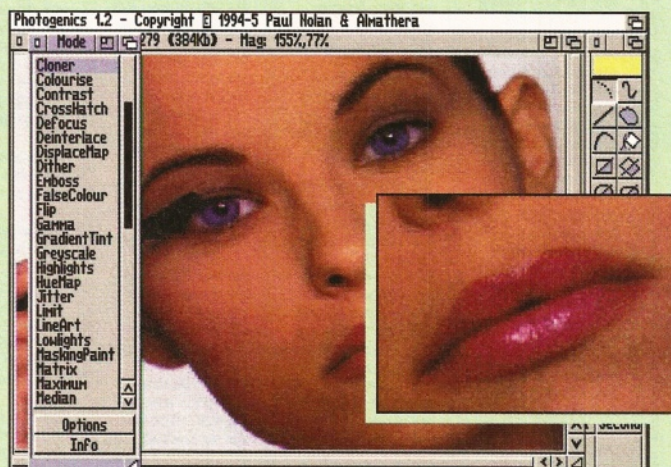 Photogenics 1.2 - Copyright © 1994-5 Paul Nolan & Almathera
Mode
279 (384Kb) - Mag: 155%,77%
Cloner
Colourise
Contrast
CrossHatch
Defocus
Deinterlace
DisplaceMap
Dither
Emboss
FalseColour
Flip
Gamma
GradientTint
Greyscale
Highlights
HueMap
Jitter
Limit
LineArt
Lowlights
MaskingPaint
Matrix
Maximum
Median
Options
Info
Second